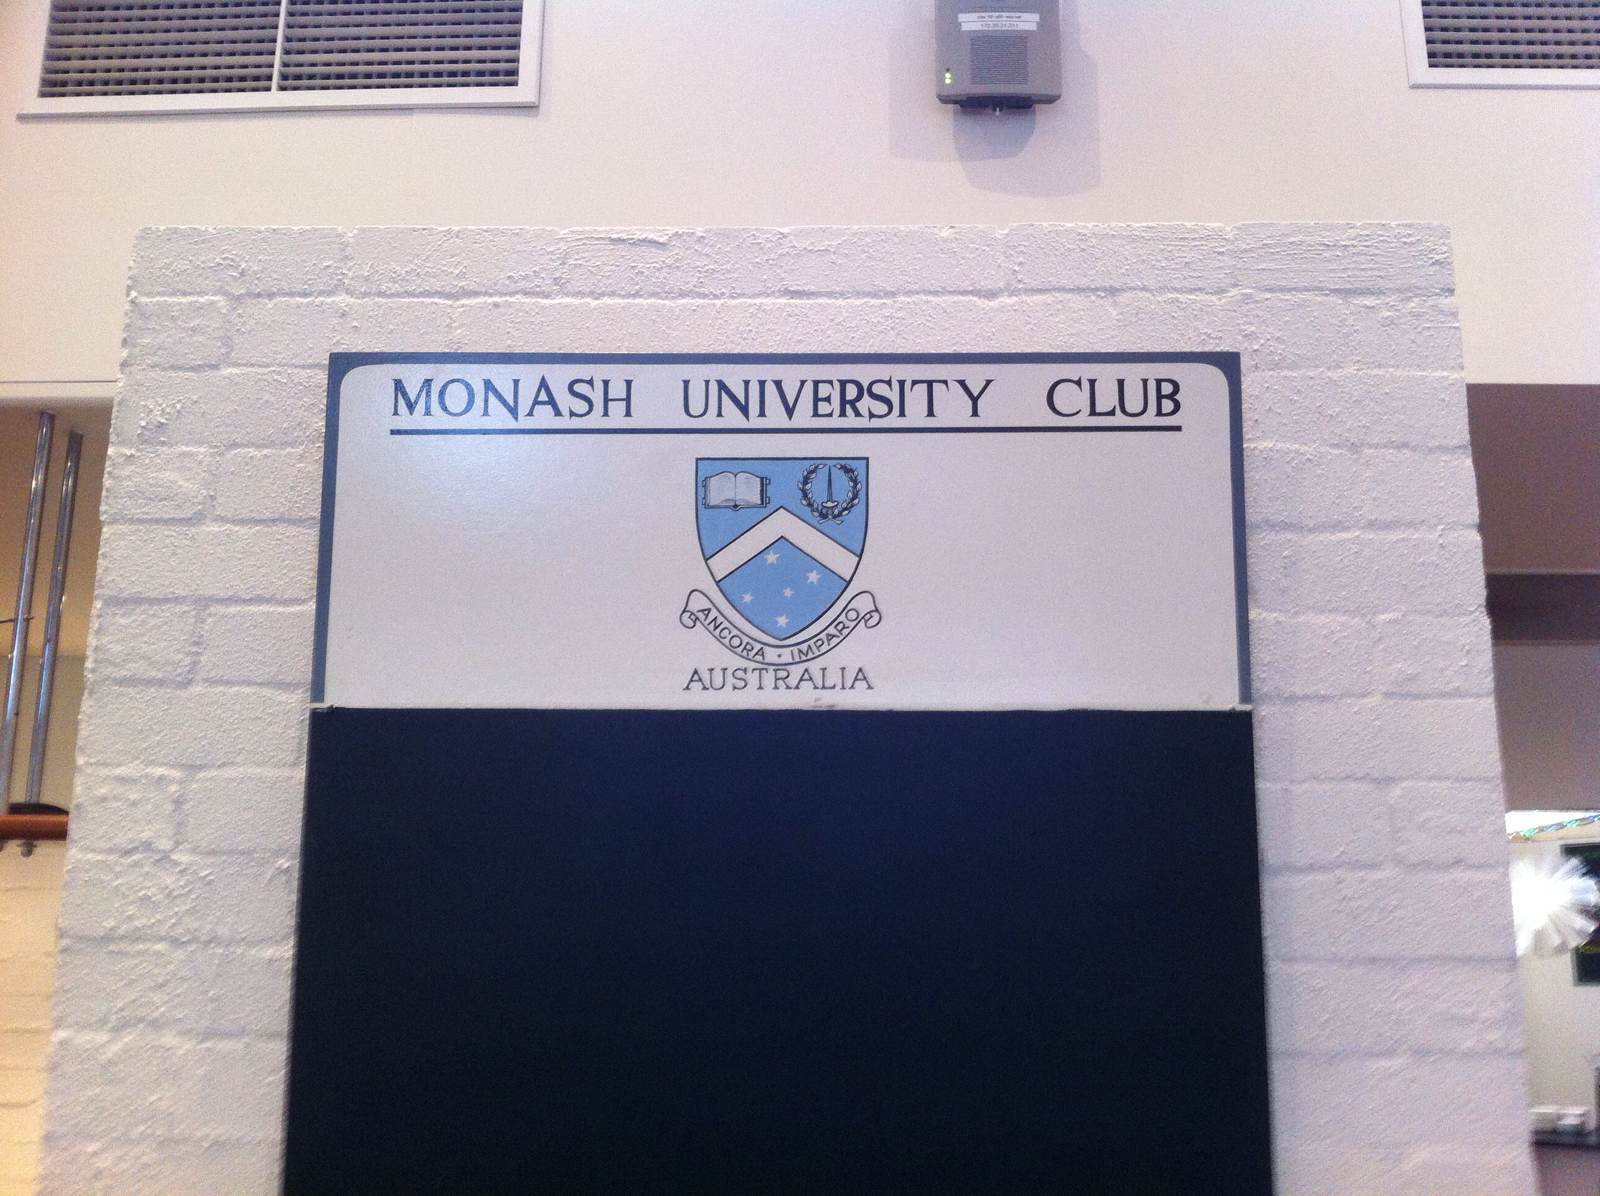 MONASH UNIVERSITY CLUB
ANCORA · IMPARO
AUSTRALIA